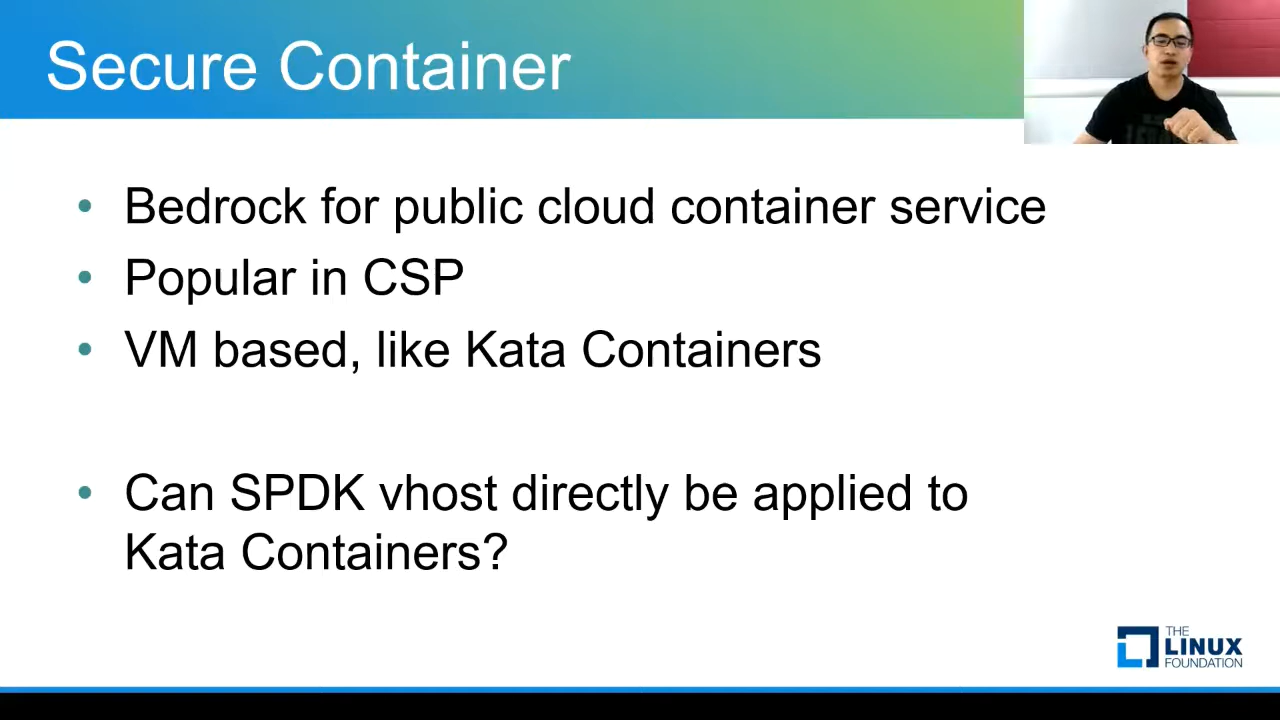 Secure Container
• Bedrock for public cloud container service
• Popular in CSP
• VM based, like Kata Containers
• Can SPDK vhost directly be applied to
Kata Containers?
THE
LINUX
FOUNDATION